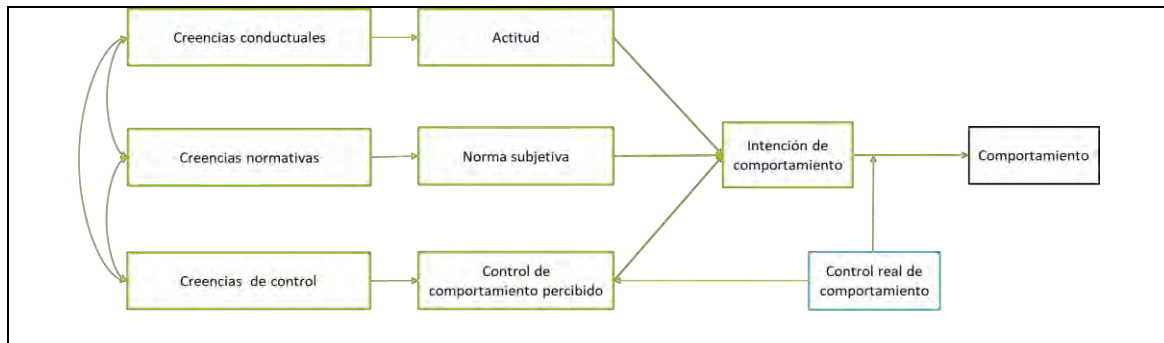 Creencias conductuales
Actitud
Creencias normativas
Norma subjetiva
Intención de
comportamiento
Comportamiento
Creencias de control
Control de
comportamiento percibido
Control real de
comportamiento